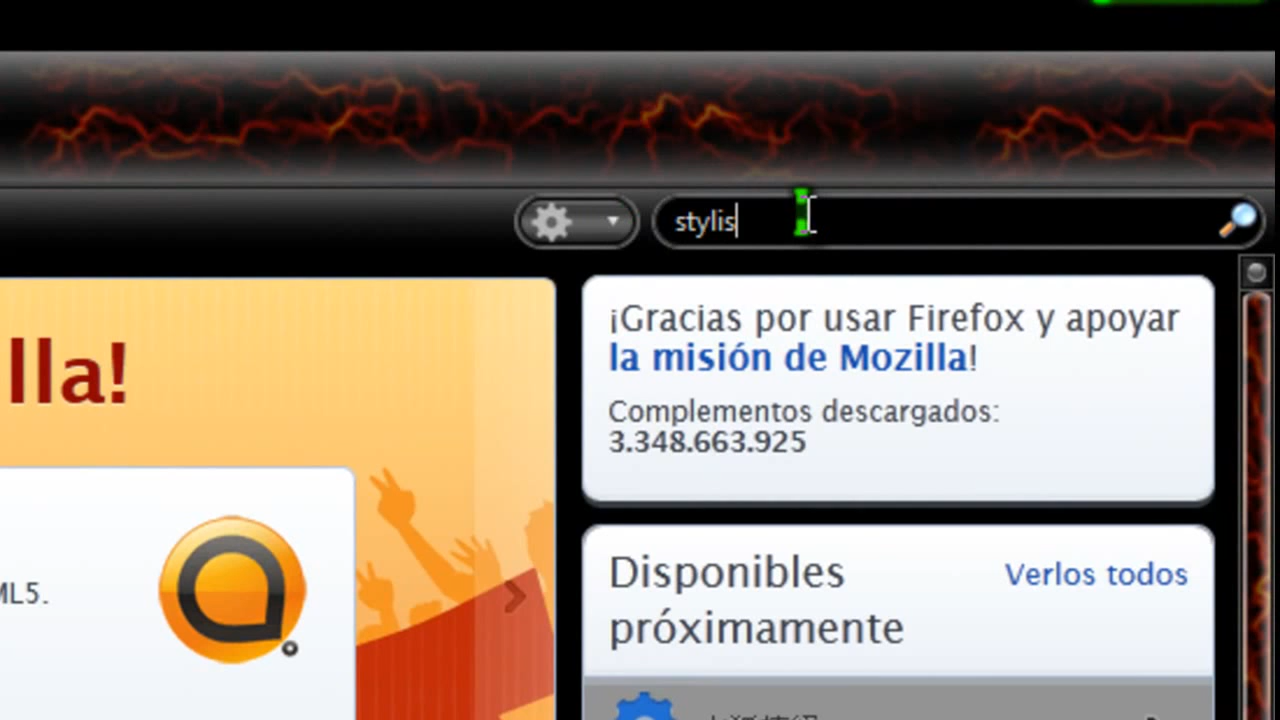 stylis
lla!
¡Gracias por usar Firefox y apoyar
la misión de Mozilla!
Complementos descargados:
3.348.663.925
ML5.
Disponibles
próximamente
Verlos todos